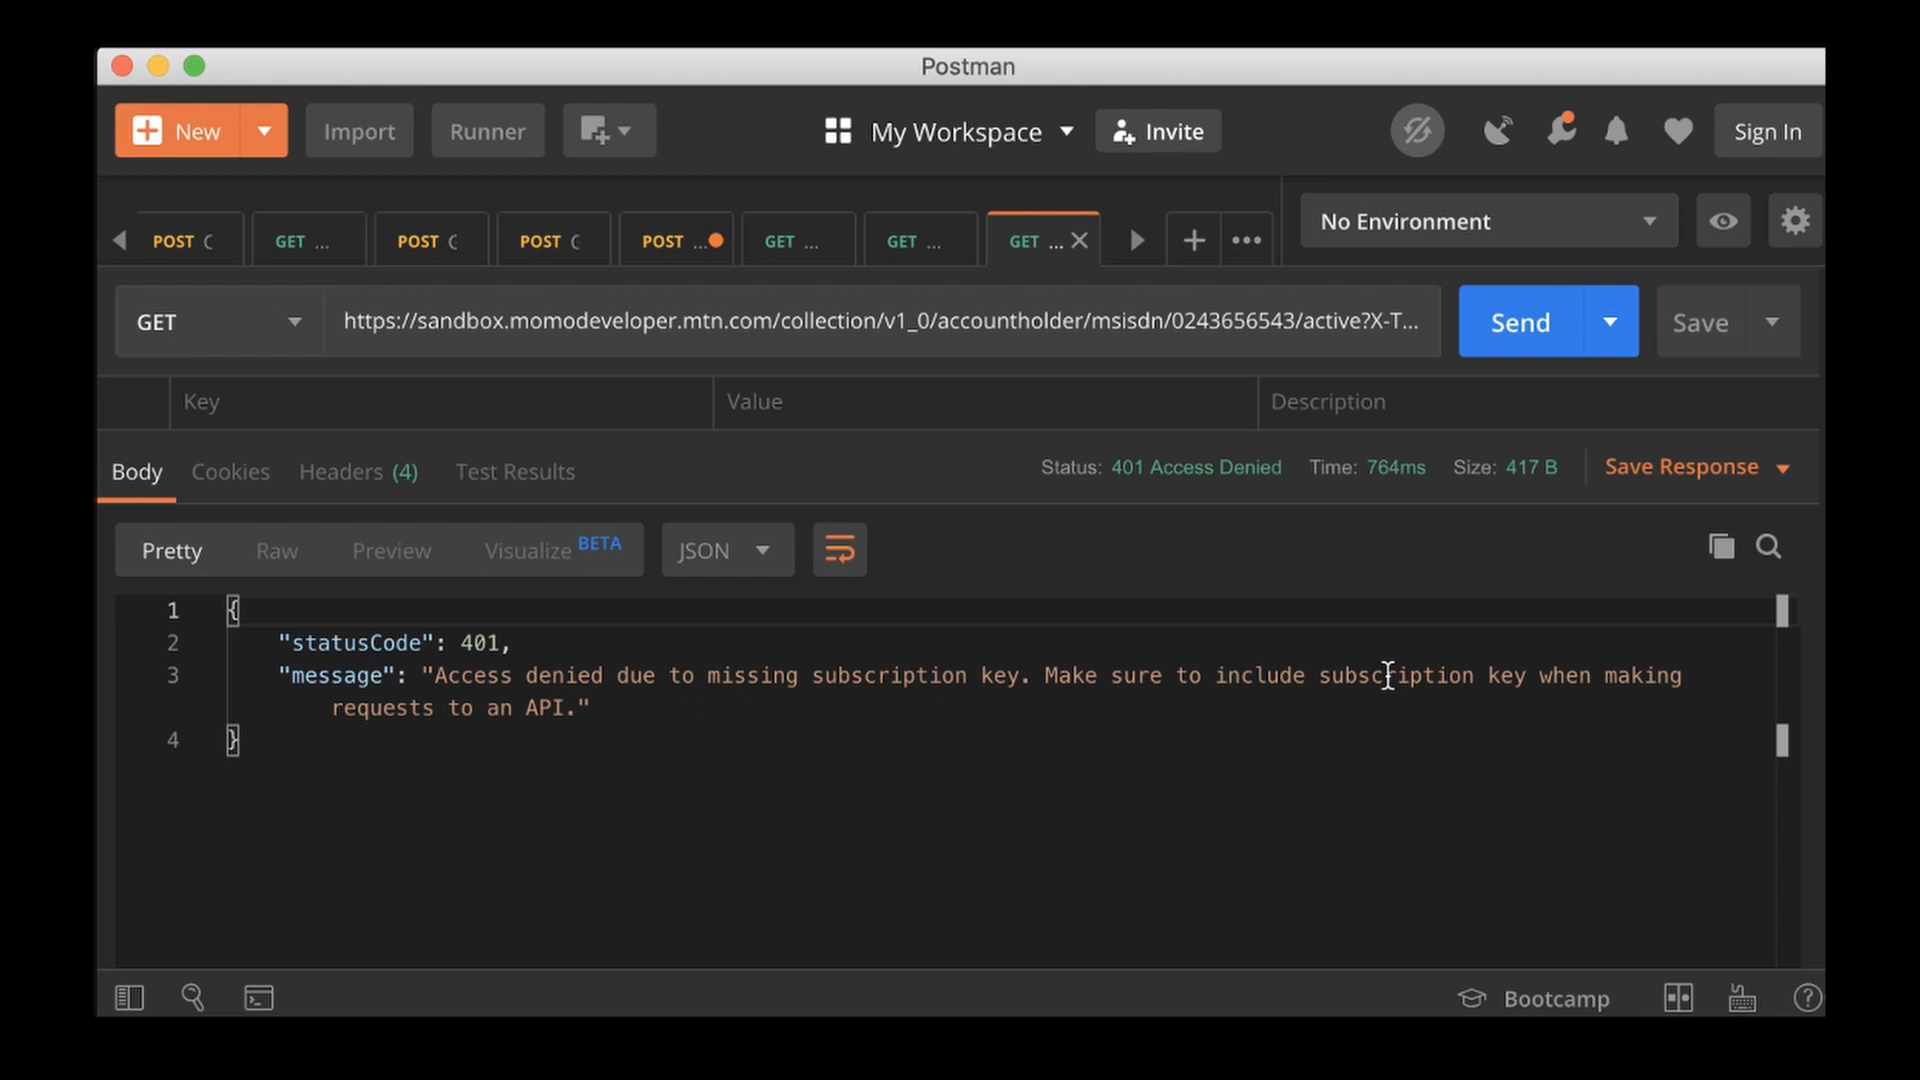 Postman
New Import Runner My Workspace Invite Sign In
POST GET ... POST POST POST ... GET ... GET ... GET ... No Environment
GET https://sandbox.momodeveloper.mtn.com/collection/v1_0/accountholder/msisdn/0243656543/active?X-T... Send Save
Key Value Description
Body Cookies Headers (4) Test Results Status: 401 Access Denied Time: 764ms Size: 417 B Save Response
Pretty Raw Preview Visualize BETA JSON
1 {
2 "statusCode": 401,
3 "message": "Access denied due to missing subscription key. Make sure to include subscription key when making
requests to an API."
4 }
Bootcamp